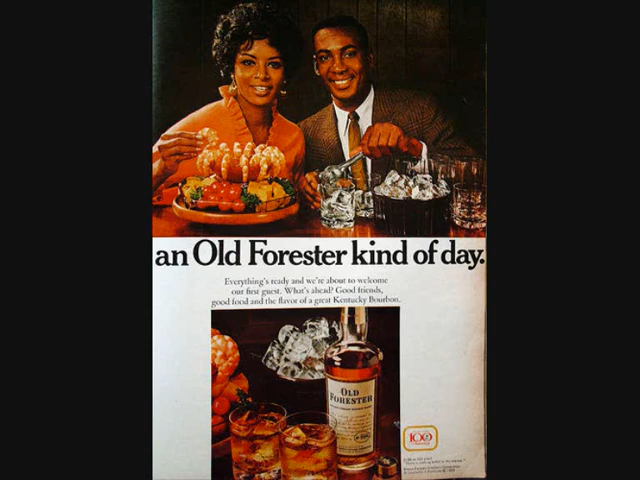 an Old Forester kind of day.
Everything's ready and we're about to welcome
our first guest. What's ahead? Good friends,
good food and the flavor of a great Kentucky Bourbon.
OLD
FORESTER
100